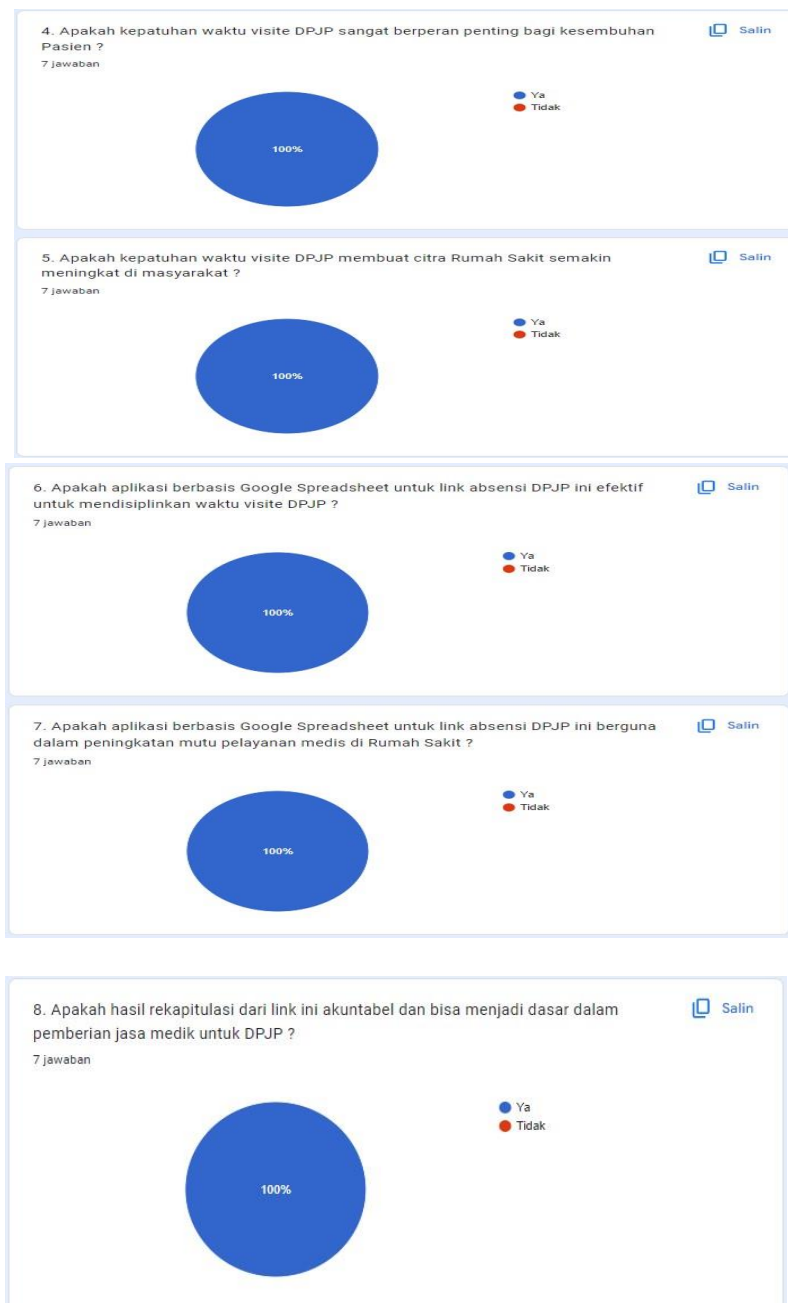 4. Apakah kepatuhan waktu visite DPJP sangat berperan penting bagi kesembuhan
Pasien ?
Salin
7 jawaban
Ya
Tidak
100%
5. Apakah kepatuhan waktu visite DPJP membuat citra Rumah Sakit semakin
meningkat di masyarakat ?
Salin
7 jawaban
Ya
Tidak
100%
6. Apakah aplikasi berbasis Google Spreadsheet untuk link absensi DPJP ini efektif
untuk mendisiplinkan waktu visite DPJP ?
Salin
7 jawaban
Ya
Tidak
100%
7. Apakah aplikasi berbasis Google Spreadsheet untuk link absensi DPJP ini berguna
dalam peningkatan mutu pelayanan medis di Rumah Sakit ?
Salin
7 jawaban
Ya
Tidak
100%
8. Apakah hasil rekapitulasi dari link ini akuntabel dan bisa menjadi dasar dalam
pemberian jasa medik untuk DPJP ?
Salin
7 jawaban
Ya
Tidak
100%